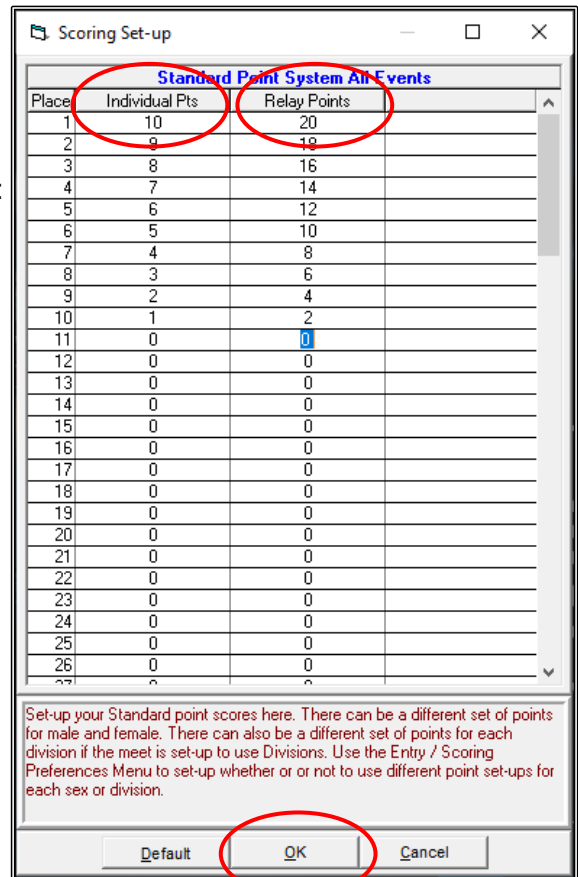 Scoring Set-up
Standard Point System All Events
Place Individual Pts Relay Points
:
1 10 20
2 9 18
3 8 16
4 7 14
5 6 12
6 5 10
7 4 8
8 3 6
9 2 4
10 1 2
11 0 0
12 0 0
13 0 0
14 0 0
15 0 0
16 0 0
17 0 0
18 0 0
19 0 0
20 0 0
21 0 0
22 0 0
23 0 0
24 0 0
25 0 0
26 0 0
27 0 0
Set-up your Standard point scores here. There can be a different set of points
for male and female. There can also be a different set of points for each
division if the meet is set-up to use Divisions. Use the Entry / Scoring
Preferences Menu to set-up whether or or not to use different point set-ups for
each sex or division.
Default OK Cancel